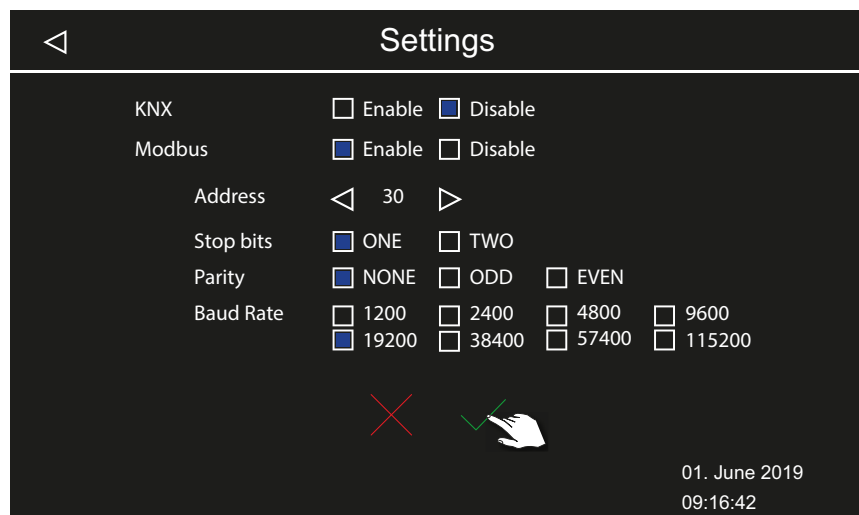 Settings
KNX Enable Disable
Modbus Enable Disable
Address 30
Stop bits ONE TWO
Parity NONE ODD EVEN
Baud Rate 1200 2400 4800 9600
19200 38400 57400 115200
01. June 2019
09:16:42